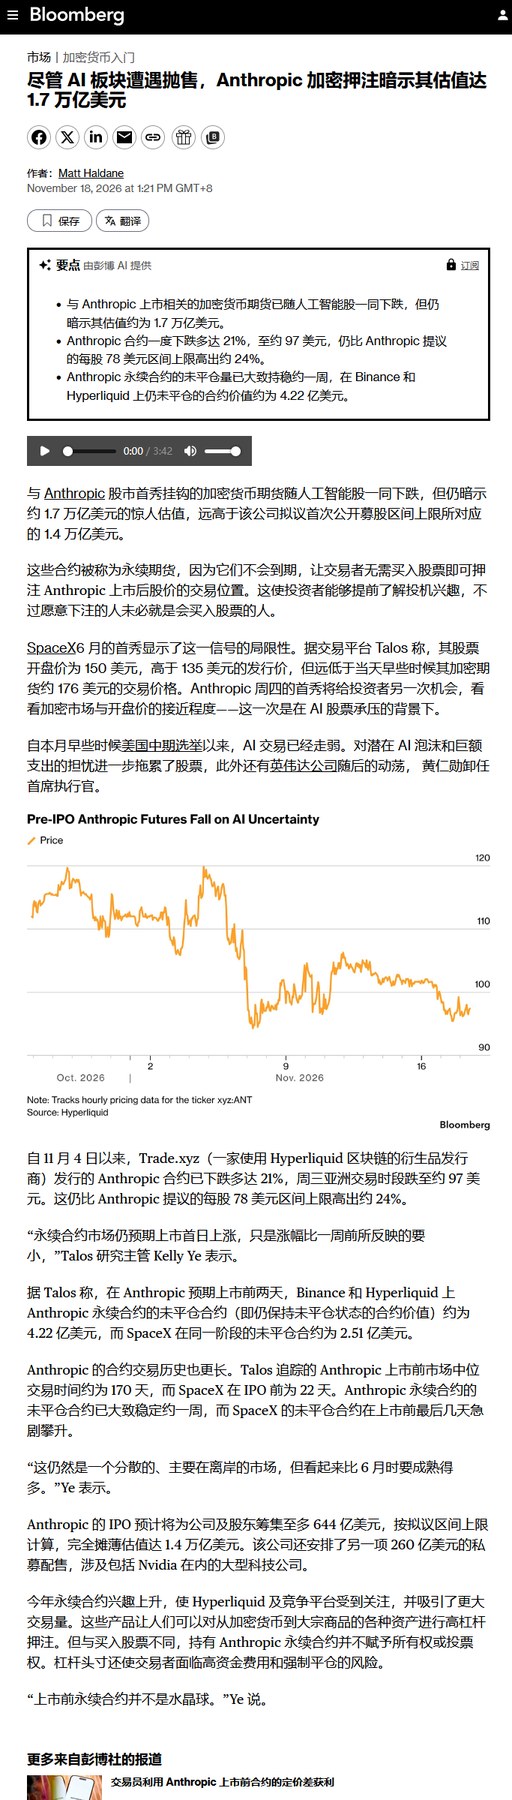 Bloomberg
市场 | 加密货币入门
尽管 AI 板块遭遇抛售，Anthropic 加密押注暗示其估值达
1.7 万亿美元
作者：Matt Haldane
November 18, 2026 at 1:21 PM GMT+8
保存
翻译
要点 由彭博 AI 提供
订阅
• 与 Anthropic 上市相关的加密货币期货已随人工智能股一同下跌，但仍
暗示其估值约为 1.7 万亿美元。
• Anthropic 合约一度下跌多达 21%，至约 97 美元，仍比 Anthropic 提议
的每股 78 美元区间上限高出约 24%。
• Anthropic 永续合约的未平仓量已大致持稳约一周，在 Binance 和
Hyperliquid 上仍未平仓的合约价值约为 4.22 亿美元。
0:00 / 3:42
与 Anthropic 股市首秀挂钩的加密货币期货随人工智能股一同下跌，但仍暗示
约 1.7 万亿美元的惊人估值，远高于该公司拟议首次公开募股区间上限所对应
的 1.4 万亿美元。
这些合约被称为永续期货，因为它们不会到期，让交易者无需买入股票即可押
注 Anthropic 上市后股价的交易位置。这使投资者能够提前了解投机兴趣，不
过愿意下注的人未必就是会买入股票的人。
SpaceX6 月的首秀显示了这一信号的局限性。据交易平台 Talos 称，其股票
开盘价为 150 美元，高于 135 美元的发行价，但远低于当天早些时候其加密期
货约 176 美元的交易价格。Anthropic 周四的首秀将给投资者另一次机会，看
看加密市场与开盘价的接近程度——这一次是在 AI 股票承压的背景下。
自本月早些时候美国中期选举以来，AI 交易已经走弱。对潜在 AI 泡沫和巨额
支出的担忧进一步拖累了股票，此外还有英伟达公司随后的动荡， 黄仁勋卸任
首席执行官。
Pre-IPO Anthropic Futures Fall on AI Uncertainty
Price
120
110
100
90
2
9
16
Oct. 2026
|
Nov. 2026
Note: Tracks hourly pricing data for the ticker xyz:ANT
Source: Hyperliquid
Bloomberg
自 11 月 4 日以来，Trade.xyz（一家使用 Hyperliquid 区块链的衍生品发行
商）发行的 Anthropic 合约已下跌多达 21%，周三亚洲交易时段跌至约 97 美
元。这仍比 Anthropic 提议的每股 78 美元区间上限高出约 24%。
“永续合约市场仍预期上市首日上涨，只是涨幅比一周前所反映的要
小，”Talos 研究主管 Kelly Ye 表示。
据 Talos 称，在 Anthropic 预期上市前两天，Binance 和 Hyperliquid 上
Anthropic 永续合约的未平仓合约（即仍保持未平仓状态的合约价值）约为
4.22 亿美元，而 SpaceX 在同一阶段的未平仓合约为 2.51 亿美元。
Anthropic 的合约交易历史也更长。Talos 追踪的 Anthropic 上市前市场中位
交易时间约为 170 天，而 SpaceX 在 IPO 前为 22 天。Anthropic 永续合约的
未平仓合约已大致稳定约一周，而 SpaceX 的未平仓合约在上市前最后几天急
剧攀升。
“这仍然是一个分散的、主要在离岸的市场，但看起来比 6 月时要成熟得
多。”Ye 表示。
Anthropic 的 IPO 预计将为公司及股东筹集至多 644 亿美元，按拟议区间上限
计算，完全摊薄估值达 1.4 万亿美元。该公司还安排了另一项 260 亿美元的私
募配售，涉及包括 Nvidia 在内的大型科技公司。
今年永续合约兴趣上升，使 Hyperliquid 及竞争平台受到关注，并吸引了更大
交易量。这些产品让人们可以对从加密货币到大宗商品的各种资产进行高杠杆
押注。但与买入股票不同，持有 Anthropic 永续合约并不赋予所有权或投票
权。杠杆头寸还使交易者面临高资金费用和强制平仓的风险。
“上市前永续合约并不是水晶球。”Ye 说。
更多来自彭博社的报道
交易员利用 Anthropic 上市前合约的定价差获利